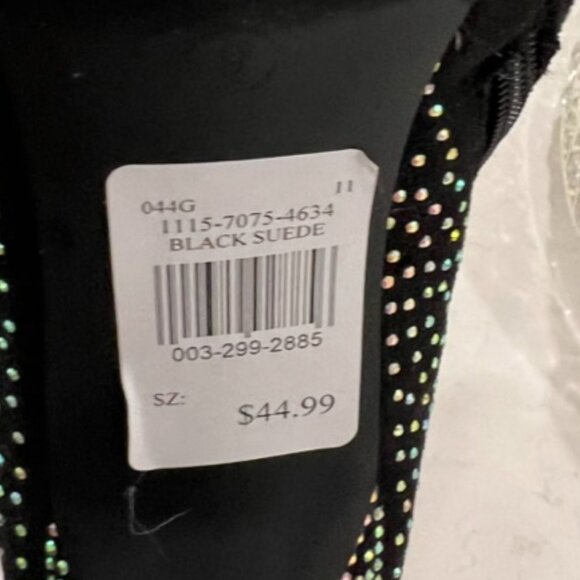 044G 11
1115-7075-4634
BLACK SUEDE
003-299-2885
SZ:
$44.99